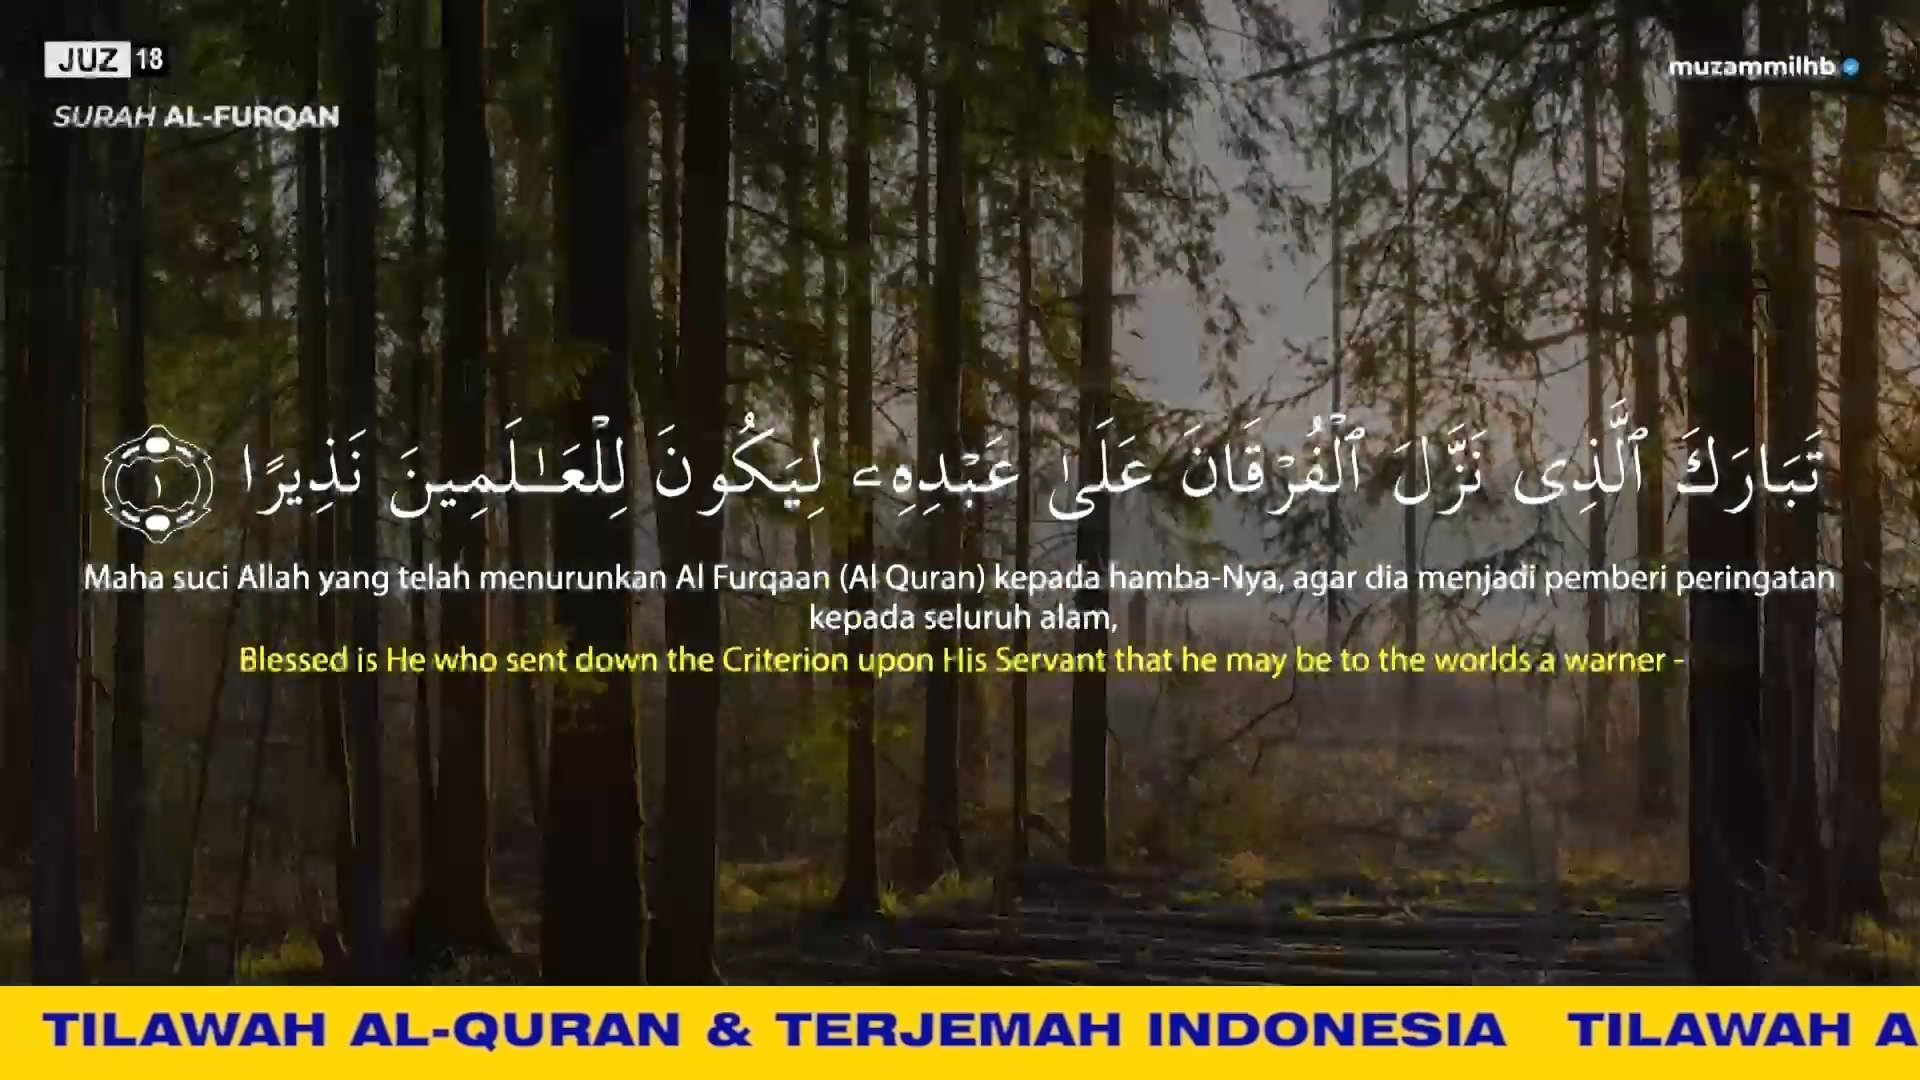 JUZ 18
muzammilhb
SURAH AL-FURQAN
تَبَارَكَ ٱلَّذِى نَزَّلَ ٱلْفُرْقَانَ عَلَىٰ عَبْدِهِۦ لِيَكُونَ لِلْعَـٰلَمِينَ نَذِيرًا ١
Maha suci Allah yang telah menurunkan Al Furqaan (Al Quran) kepada hamba-Nya, agar dia menjadi pemberi peringatan
kepada seluruh alam,
Blessed is He who sent down the Criterion upon His Servant that he may be to the worlds a warner -
TILAWAH AL-QURAN & TERJEMAH INDONESIA TILAWAH A